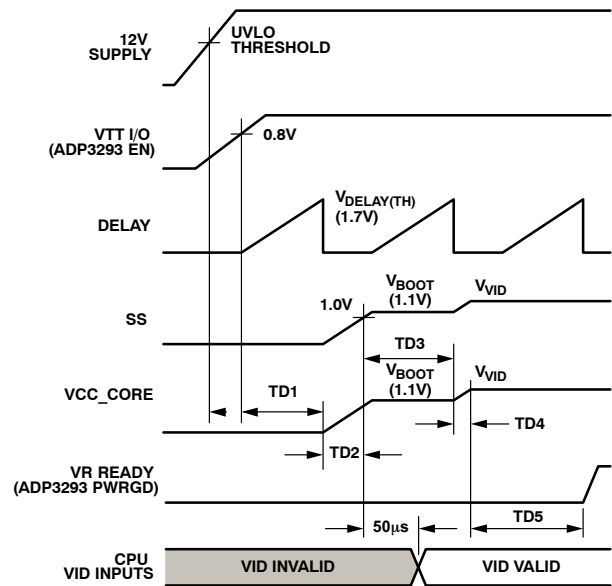 12V
SUPPLY
UVLO
THRESHOLD
VTT I/O
(ADP3293 EN)
0.8V
DELAY
VDELAY(TH)
(1.7V)
SS
1.0V
VBOOT
(1.1V)
VVID
TD3
VCC_CORE
TD1
VBOOT
(1.1V)
VVID
TD4
TD2
VR READY
(ADP3293 PWRGD)
50μs
TD5
CPU
VID INPUTS
VID INVALID
VID VALID